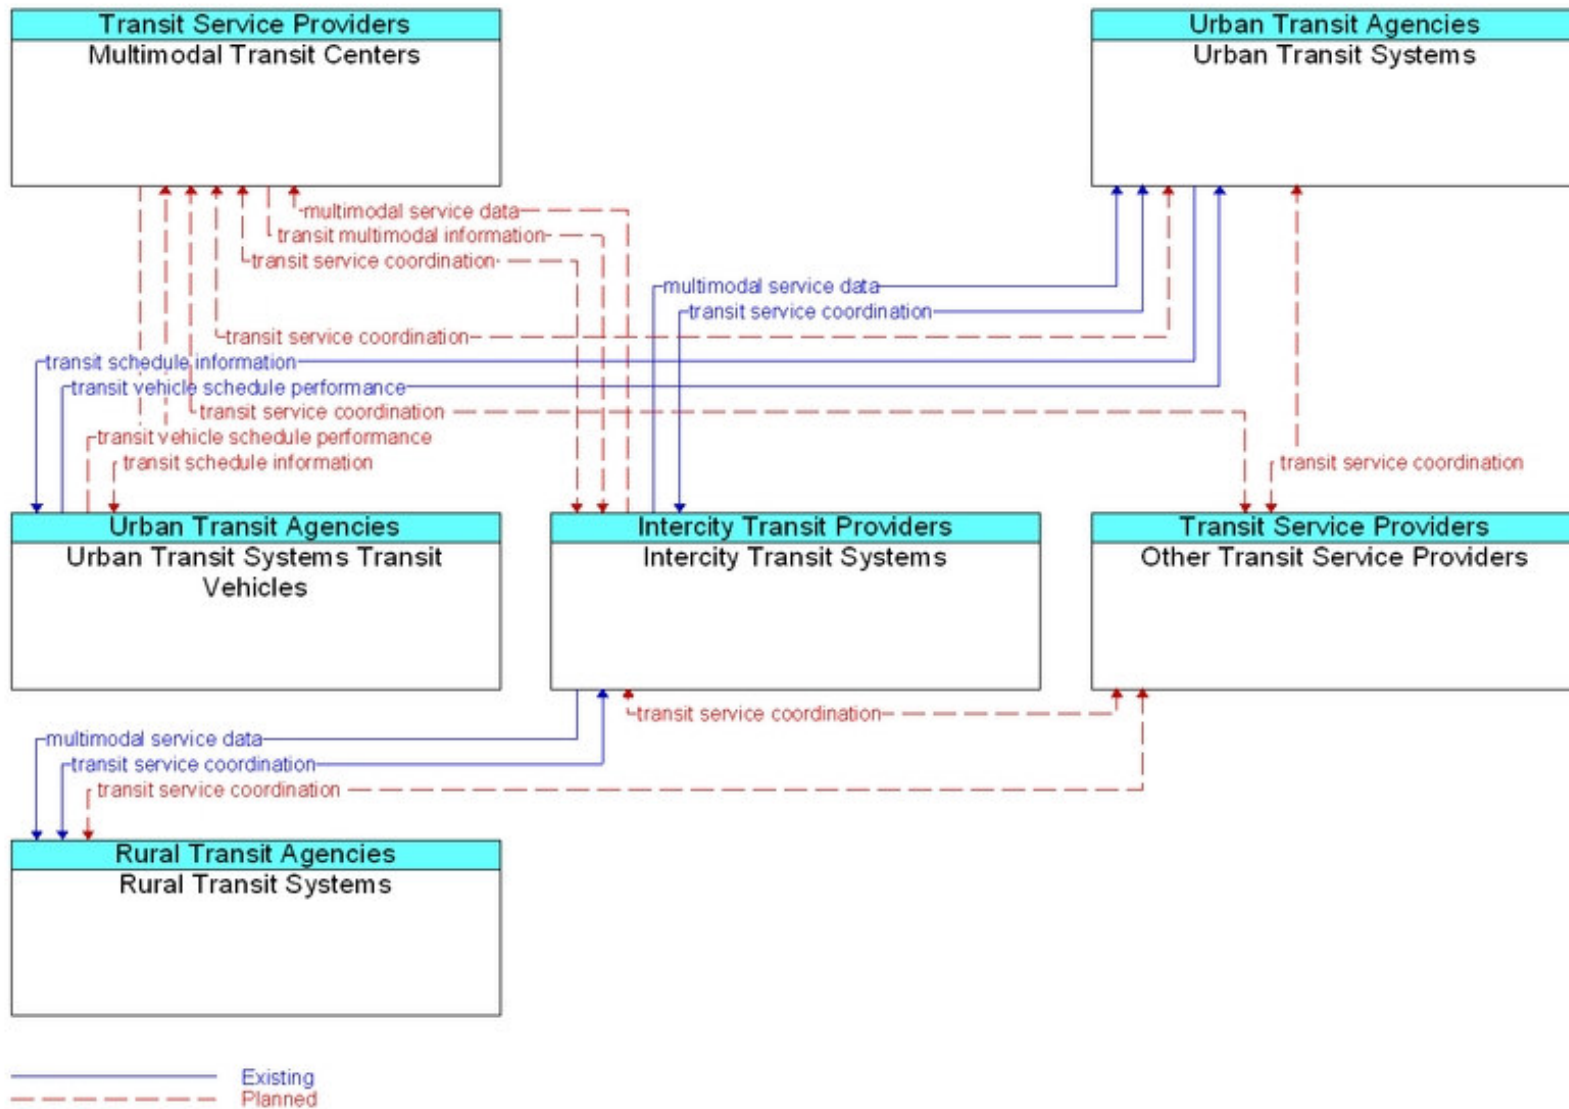 Transit Service Providers
Multimodal Transit Centers
Urban Transit Agencies
Urban Transit Systems
multimodal service data
transit multimodal information
transit service coordination
multimodal service data
transit service coordination
transit service coordination
transit schedule information
transit vehicle schedule performance
transit service coordination
transit vehicle schedule performance
transit schedule information
transit service coordination
Urban Transit Agencies
Urban Transit Systems Transit
Vehicles
Intercity Transit Providers
Intercity Transit Systems
Transit Service Providers
Other Transit Service Providers
transit service coordination
multimodal service data
transit service coordination
transit service coordination
Rural Transit Agencies
Rural Transit Systems
Existing
Planned